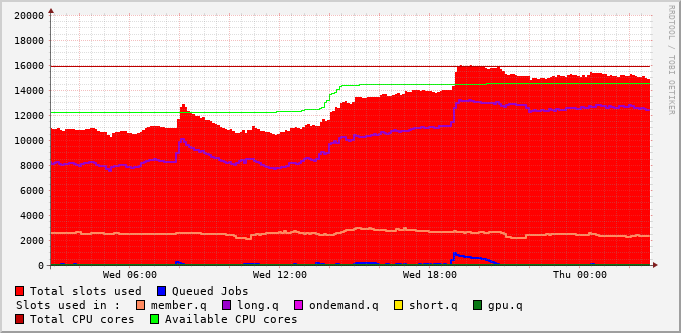 20000
18000
16000
14000
12000
10000
8000
6000
4000
2000
0
Wed 06:00 Wed 12:00 Wed 18:00 Thu 00:00
RRDTOOL / TOBI OETIKER
Total slots used Queued Jobs
Slots used in : member.q long.q ondemand.q short.q gpu.q
Total CPU cores Available CPU cores